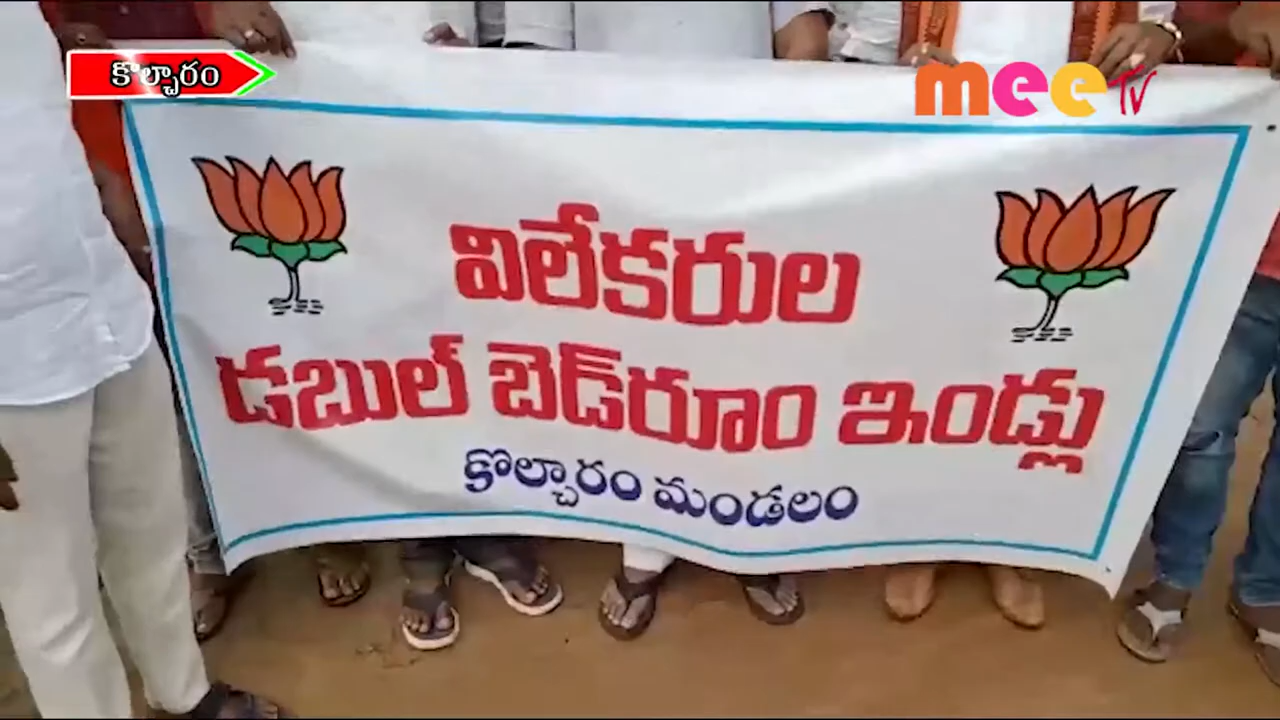 కొల్చారం
mee TV
విలేకరుల
డబుల్ బెడ్‌రూం ఇండ్లు
కొల్చారం మండలం